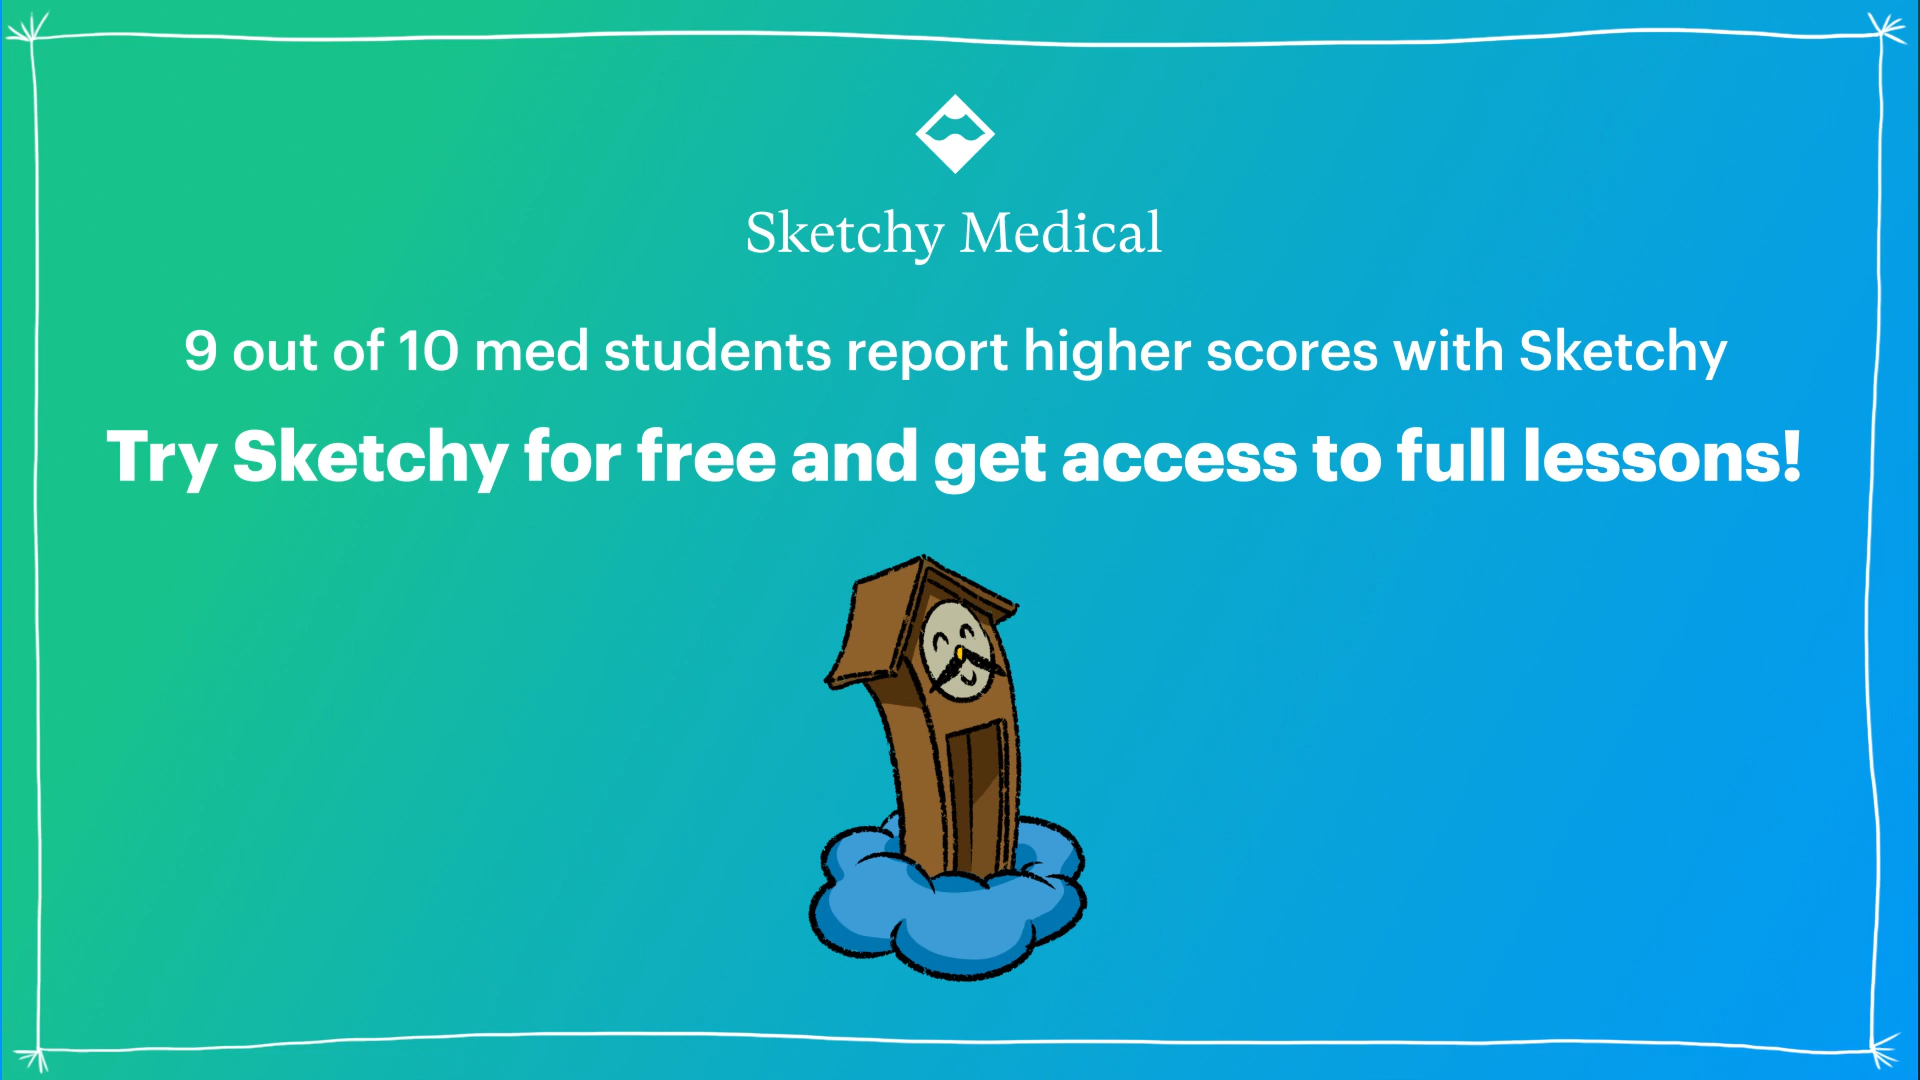 Sketchy Medical
9 out of 10 med students report higher scores with Sketchy
Try Sketchy for free and get access to full lessons!